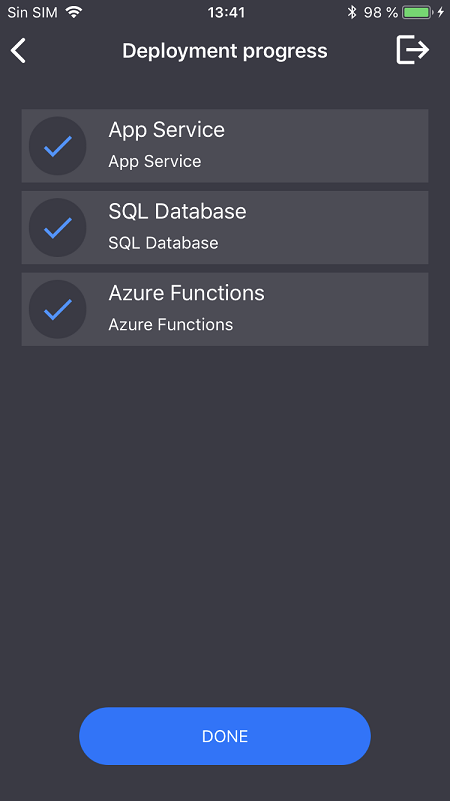 Sin SIM 13:41 98 %
Deployment progress
App Service
App Service
SQL Database
SQL Database
Azure Functions
Azure Functions
DONE